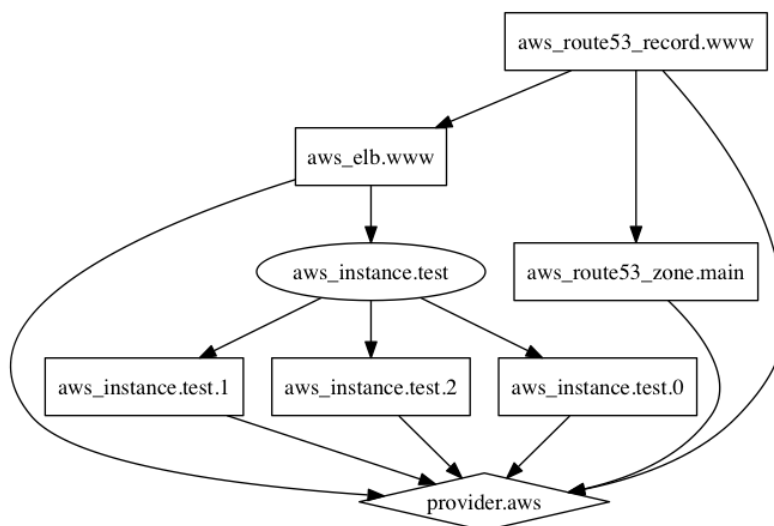 aws_route53_record.www
aws_elb.www
aws_instance.test
aws_route53_zone.main
aws_instance.test.1
aws_instance.test.2
aws_instance.test.0
provider.aws